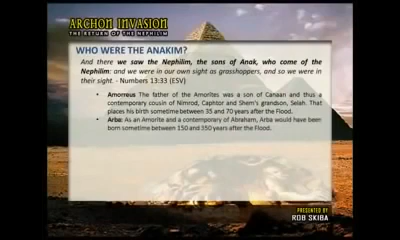 ARCHON INVASION
THE RETURN OF THE NEPHILIM
WHO WERE THE ANAKIM?
And there we saw the Nephilim, the sons of Anak, who come of the
Nephilim: and we were in our own sight as grasshoppers, and so we were in
their sight. - Numbers 13:33 (ESV)
• Amorreus The father of the Amorites was a son of Canaan and thus a
contemporary cousin of Nimrod, Caphtor and Shem's grandson, Selah. That
places his birth sometime between 35 and 70 years after the Flood.
• Arba: As an Amorite and a contemporary of Abraham, Arba would have been
born sometime between 150 and 350 years after the Flood.
PRESENTED BY
ROB SKIBA